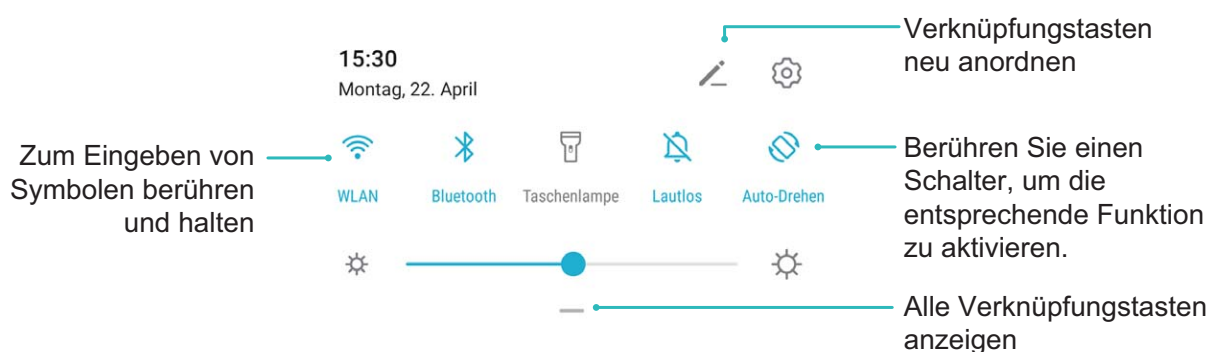 Verknüpfungstasten
neu anordnen
15:30
Montag, 22. April
Zum Eingeben von
Symbolen berühren
und halten
WLAN
Bluetooth
Taschenlampe
Lautlos
Auto-Drehen
Berühren Sie einen
Schalter, um die
entsprechende Funktion
zu aktivieren.
Alle Verknüpfungstasten
anzeigen